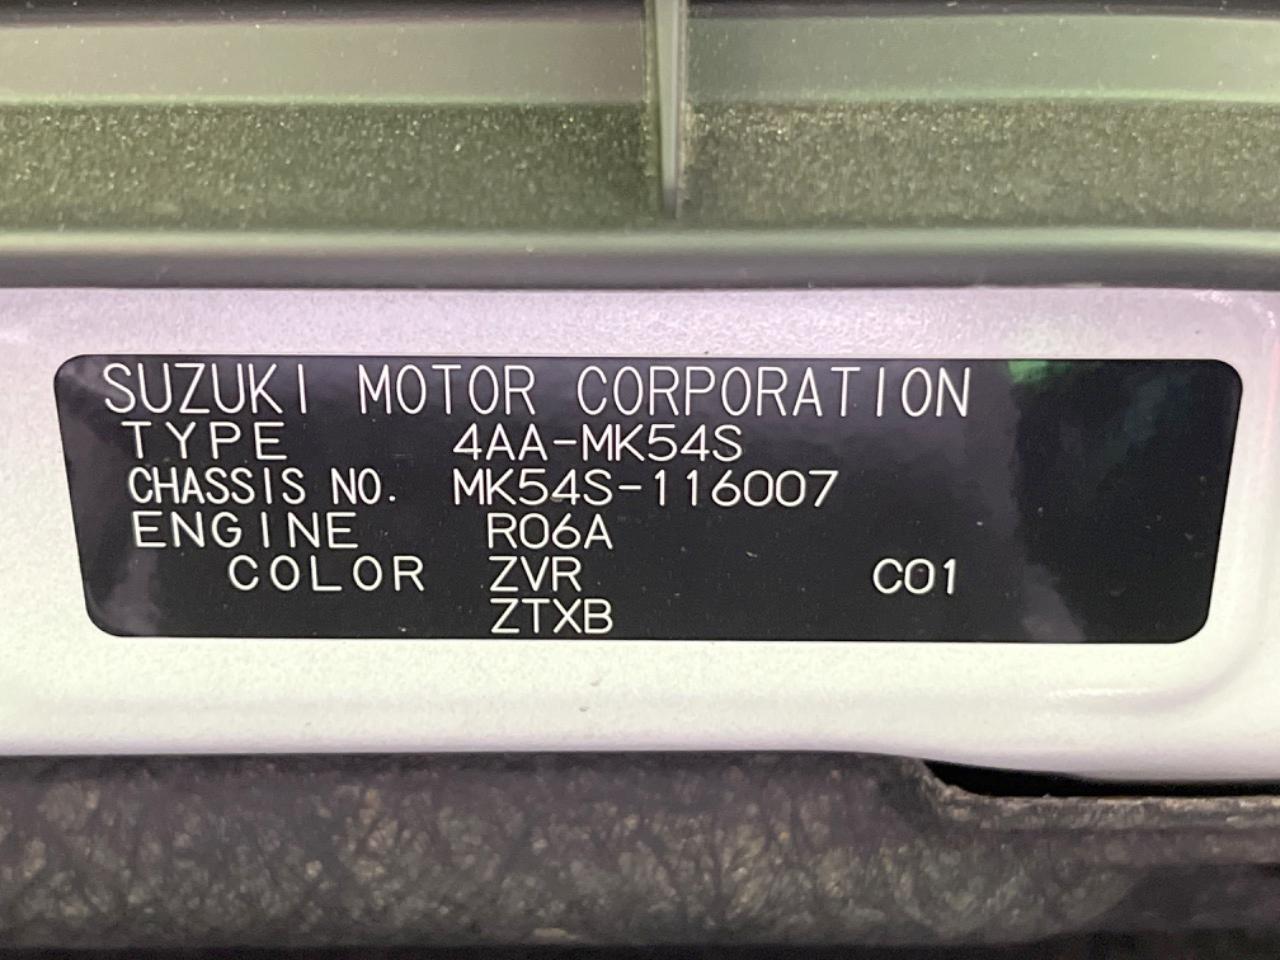 SUZUKI MOTOR CORPORATION
TYPE 4AA-MK54S
CHASSIS NO. MK54S-116007
ENGINE R06A
COLOR ZVR C01
ZTXB